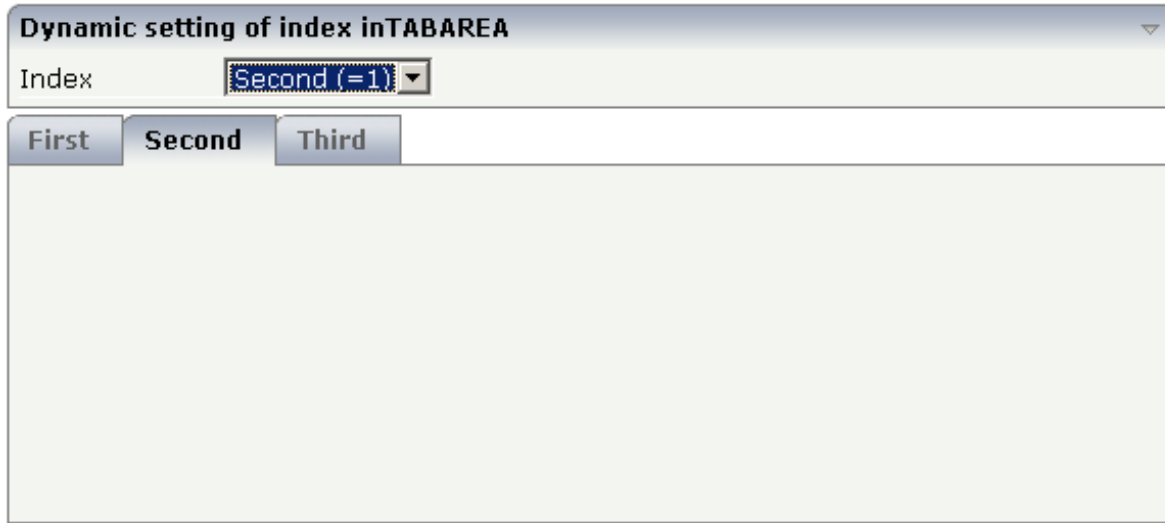 Dynamic setting of index inTABAREA
Index Second (=1)
First Second Third